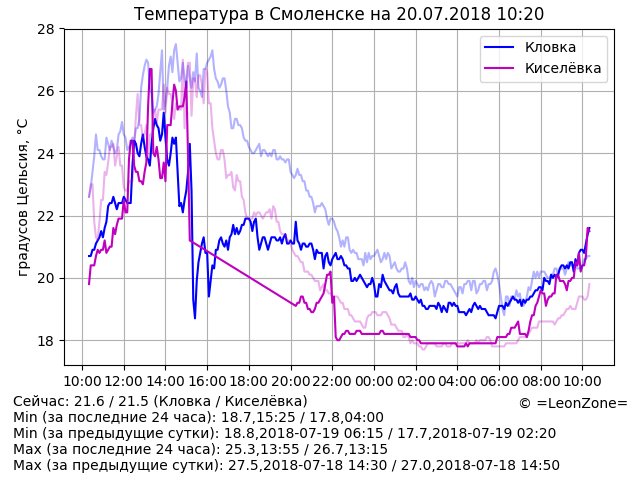 Температура в Смоленске на 20.07.2018 10:20
28
26
24
22
20
18
градусов Цельсия, °C
Кловка
Киселёвка
10:00 12:00 14:00 16:00 18:00 20:00 22:00 00:00 02:00 04:00 06:00 08:00 10:00
Сейчас: 21.6 / 21.5 (Кловка / Киселёвка)
© =LeonZone=
Min (за последние 24 часа): 18.7,15:25 / 17.8,04:00
Min (за предыдущие сутки): 18.8,2018-07-19 06:15 / 17.7,2018-07-19 02:20
Max (за последние 24 часа): 25.3,13:55 / 26.7,13:15
Max (за предыдущие сутки): 27.5,2018-07-18 14:30 / 27.0,2018-07-18 14:50